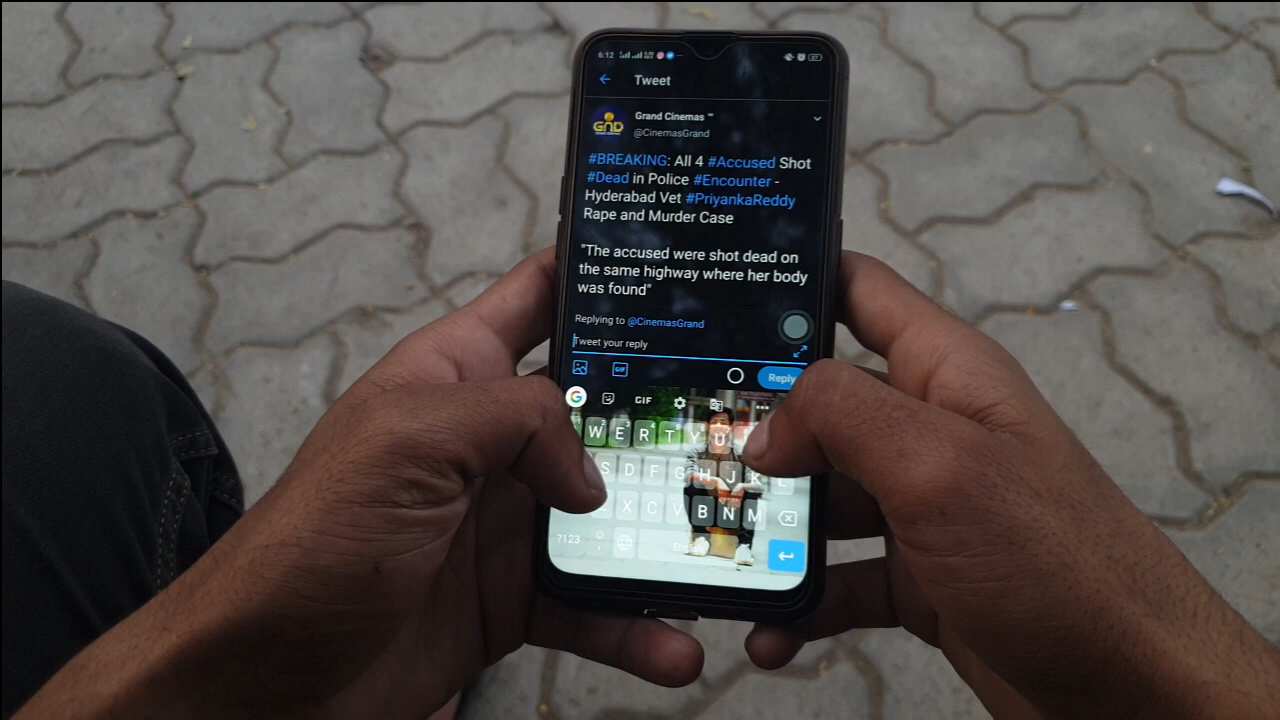 6:12
Tweet
GND
Grand Cinemas ™
@CinemasGrand
#BREAKING: All 4 #Accused Shot
#Dead in Police #Encounter -
Hyderabad Vet #PriyankaReddy
Rape and Murder Case
"The accused were shot dead on
the same highway where her body
was found"
Replying to @CinemasGrand
Tweet your reply
GIF
Reply
G
GIF
W E R T Y U
S D F G H J K L
X C V B N M
?123